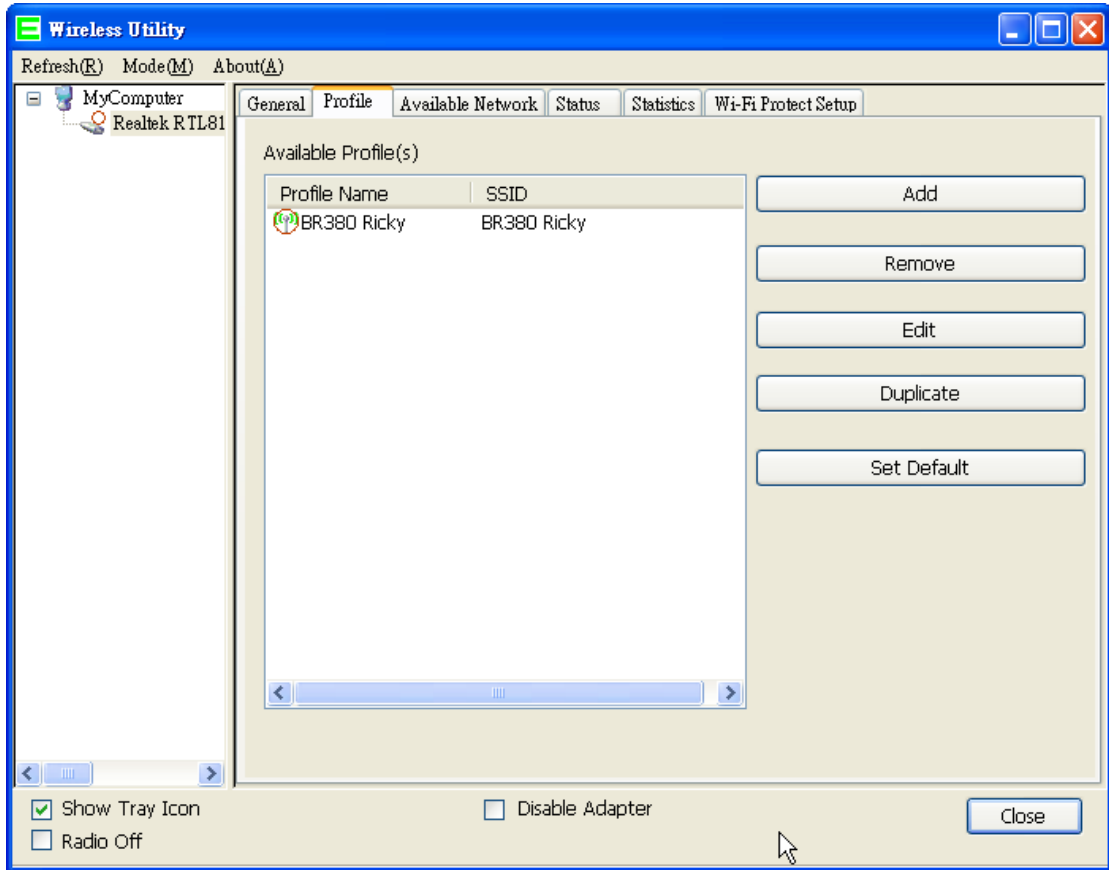 Wireless Utility
Refresh(R) Mode(M) About(A)
MyComputer
Realtek RTL81
General Profile Available Network Status Statistics Wi-Fi Protect Setup
Available Profile(s)
Profile Name SSID
BR380 Ricky BR380 Ricky
Add
Remove
Edit
Duplicate
Set Default
Show Tray Icon
Radio Off
Disable Adapter
Close